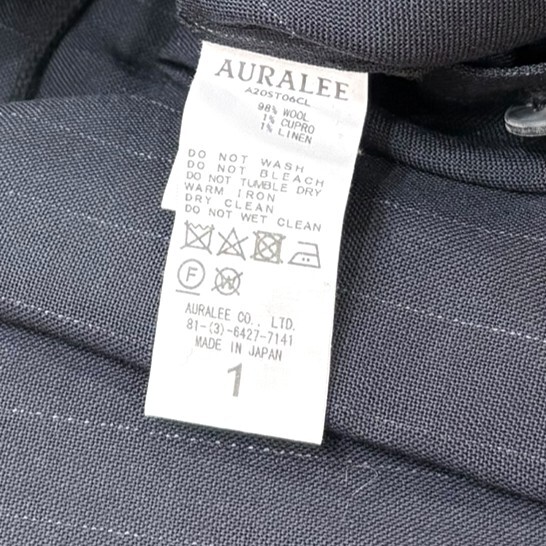 AURALEE
A20ST06CL
98% WOOL
1% CUPRO
1% LINEN
DO NOT WASH
DO NOT BLEACH
DO NOT TUMBLE DRY
WARM IRON
DRY CLEAN
DO NOT WET CLEAN
F W
AURALEE CO., LTD.
81-(3)-6427-7141
MADE IN JAPAN
1